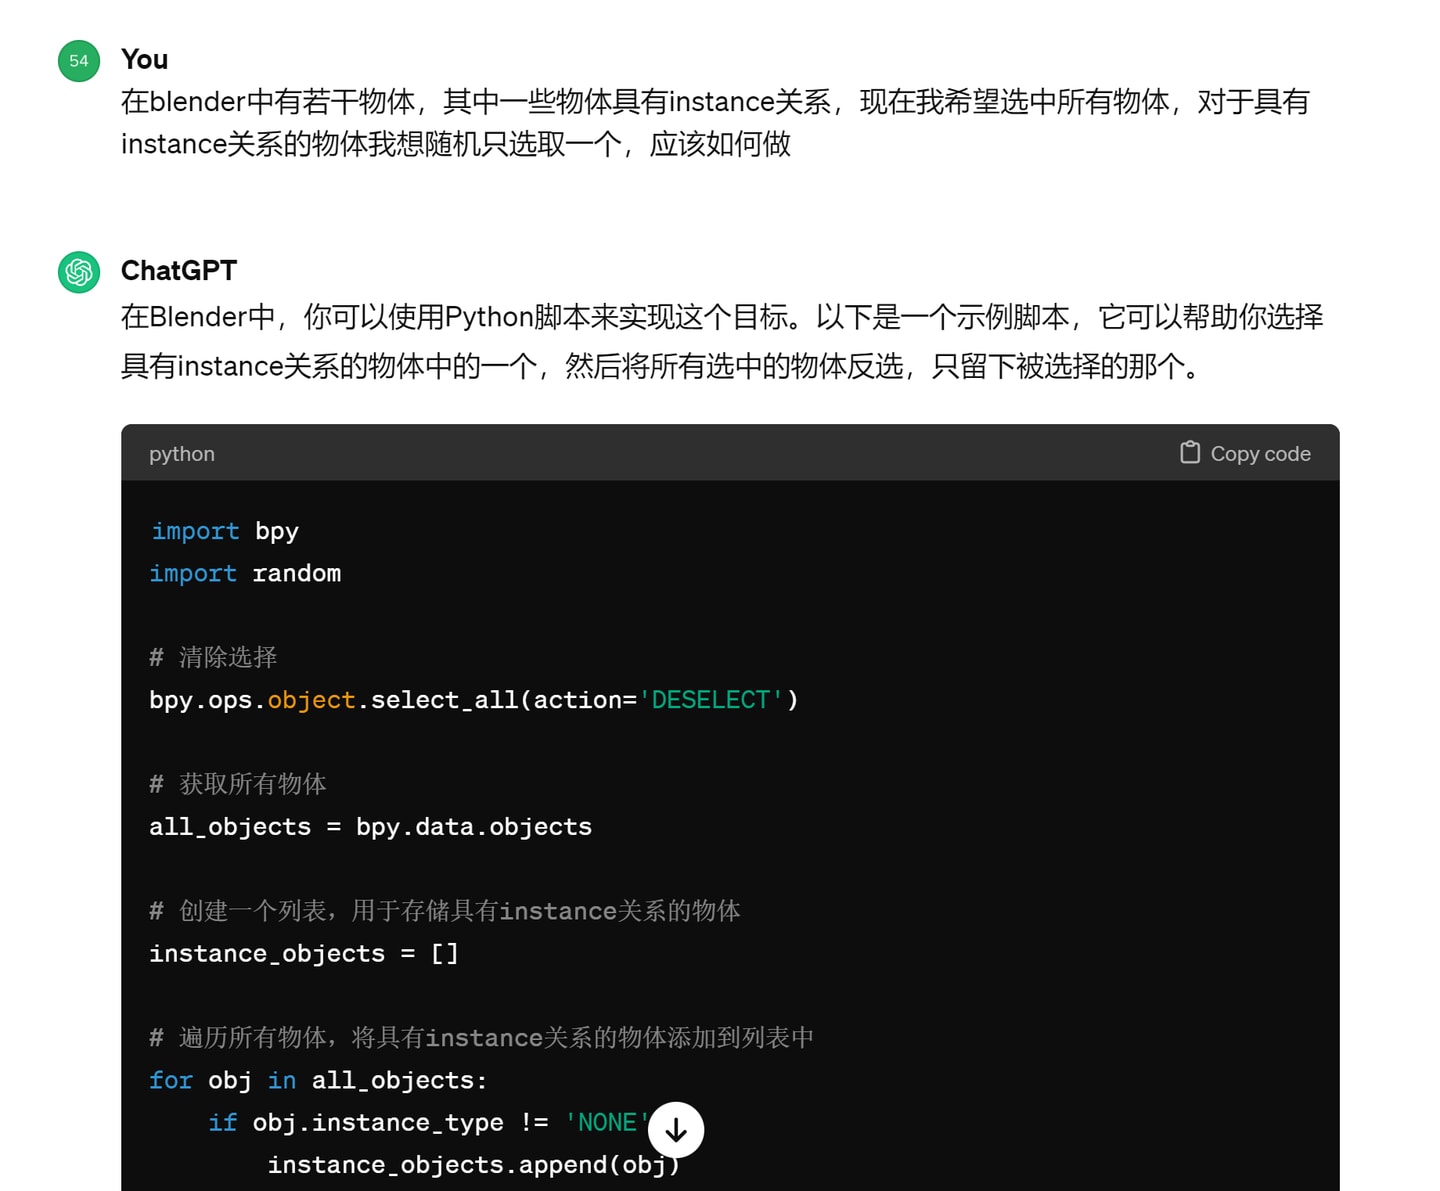 54
You
在blender中有若干物体，其中一些物体具有instance关系，现在我希望选中所有物体，对于具有
instance关系的物体我想随机只选取一个，应该如何做
ChatGPT
在Blender中，你可以使用Python脚本来实现这个目标。以下是一个示例脚本，它可以帮助你选择
具有instance关系的物体中的一个，然后将所有选中的物体反选，只留下被选择的那个。
python
Copy code
import bpy
import random
# 清除选择
bpy.ops.object.select_all(action='DESELECT')
# 获取所有物体
all_objects = bpy.data.objects
# 创建一个列表，用于存储具有instance关系的物体
instance_objects = []
# 遍历所有物体，将具有instance关系的物体添加到列表中
for obj in all_objects:
    if obj.instance_type != 'NONE'
        instance_objects.append(obj)